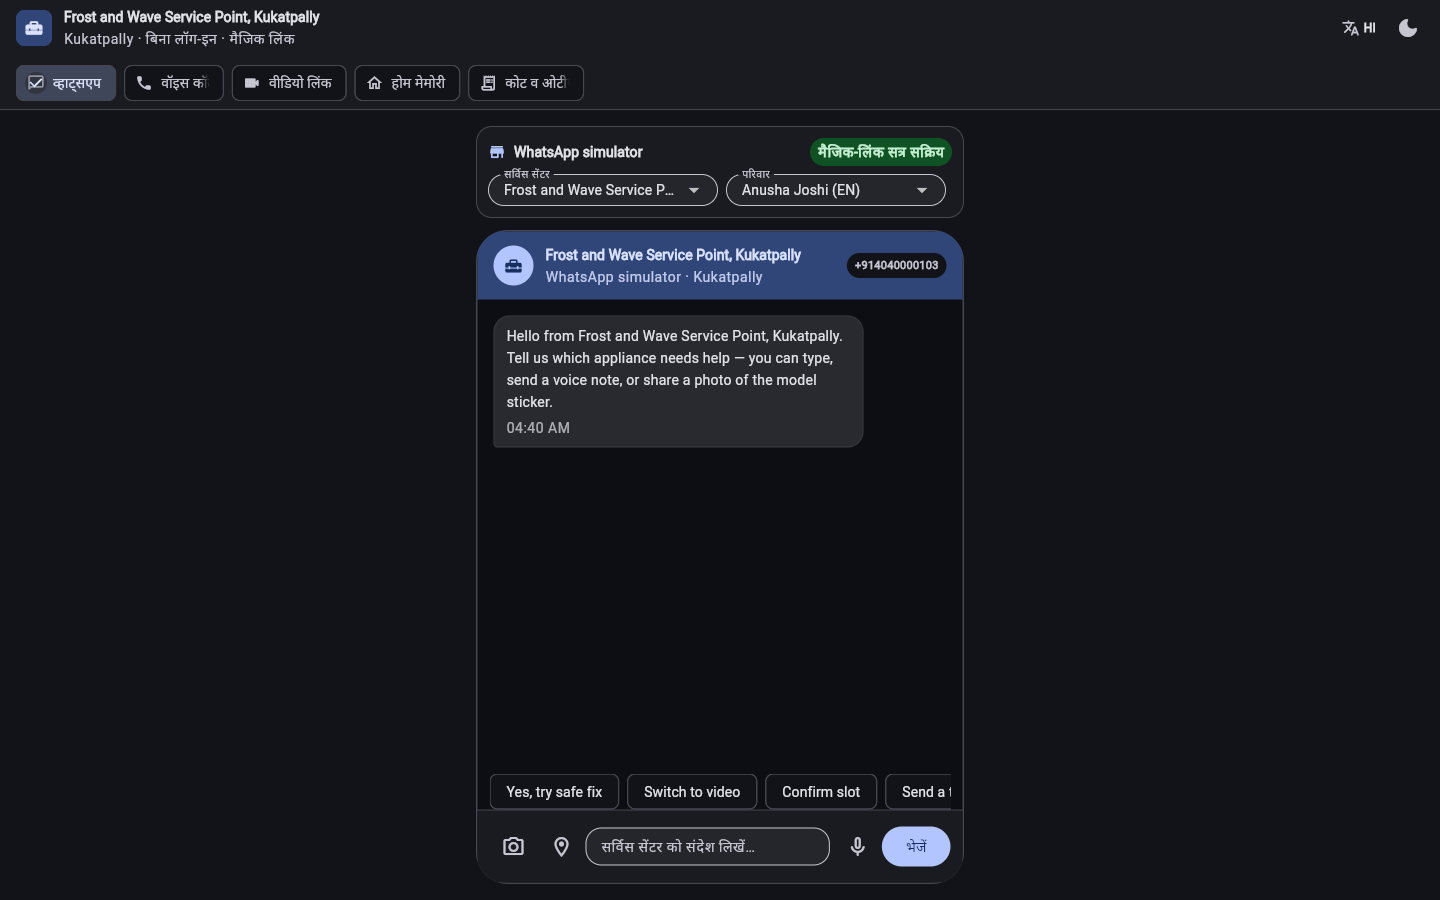 Frost and Wave Service Point, Kukatpally
Kukatpally · बिना लॉग-इन · मैजिक लिंक
HI
व्हाट्सएप
वॉइस
वीडियो लिंक
होम मेमोरी
कोट व
WhatsApp simulator
मैजिक-लिंक सत्र सक्रिय
सर्विस सेंटर
Frost and Wave Service P...
परिवार
Anusha Joshi (EN)
Frost and Wave Service Point, Kukatpally
WhatsApp simulator · Kukatpally
+914040000103
Hello from Frost and Wave Service Point, Kukatpally.
Tell us which appliance needs help — you can type,
send a voice note, or share a photo of the model
sticker.
04:40 AM
Yes, try safe fix
Switch to video
Confirm slot
Send a
सर्विस सेंटर को संदेश लिखें...
भेजें